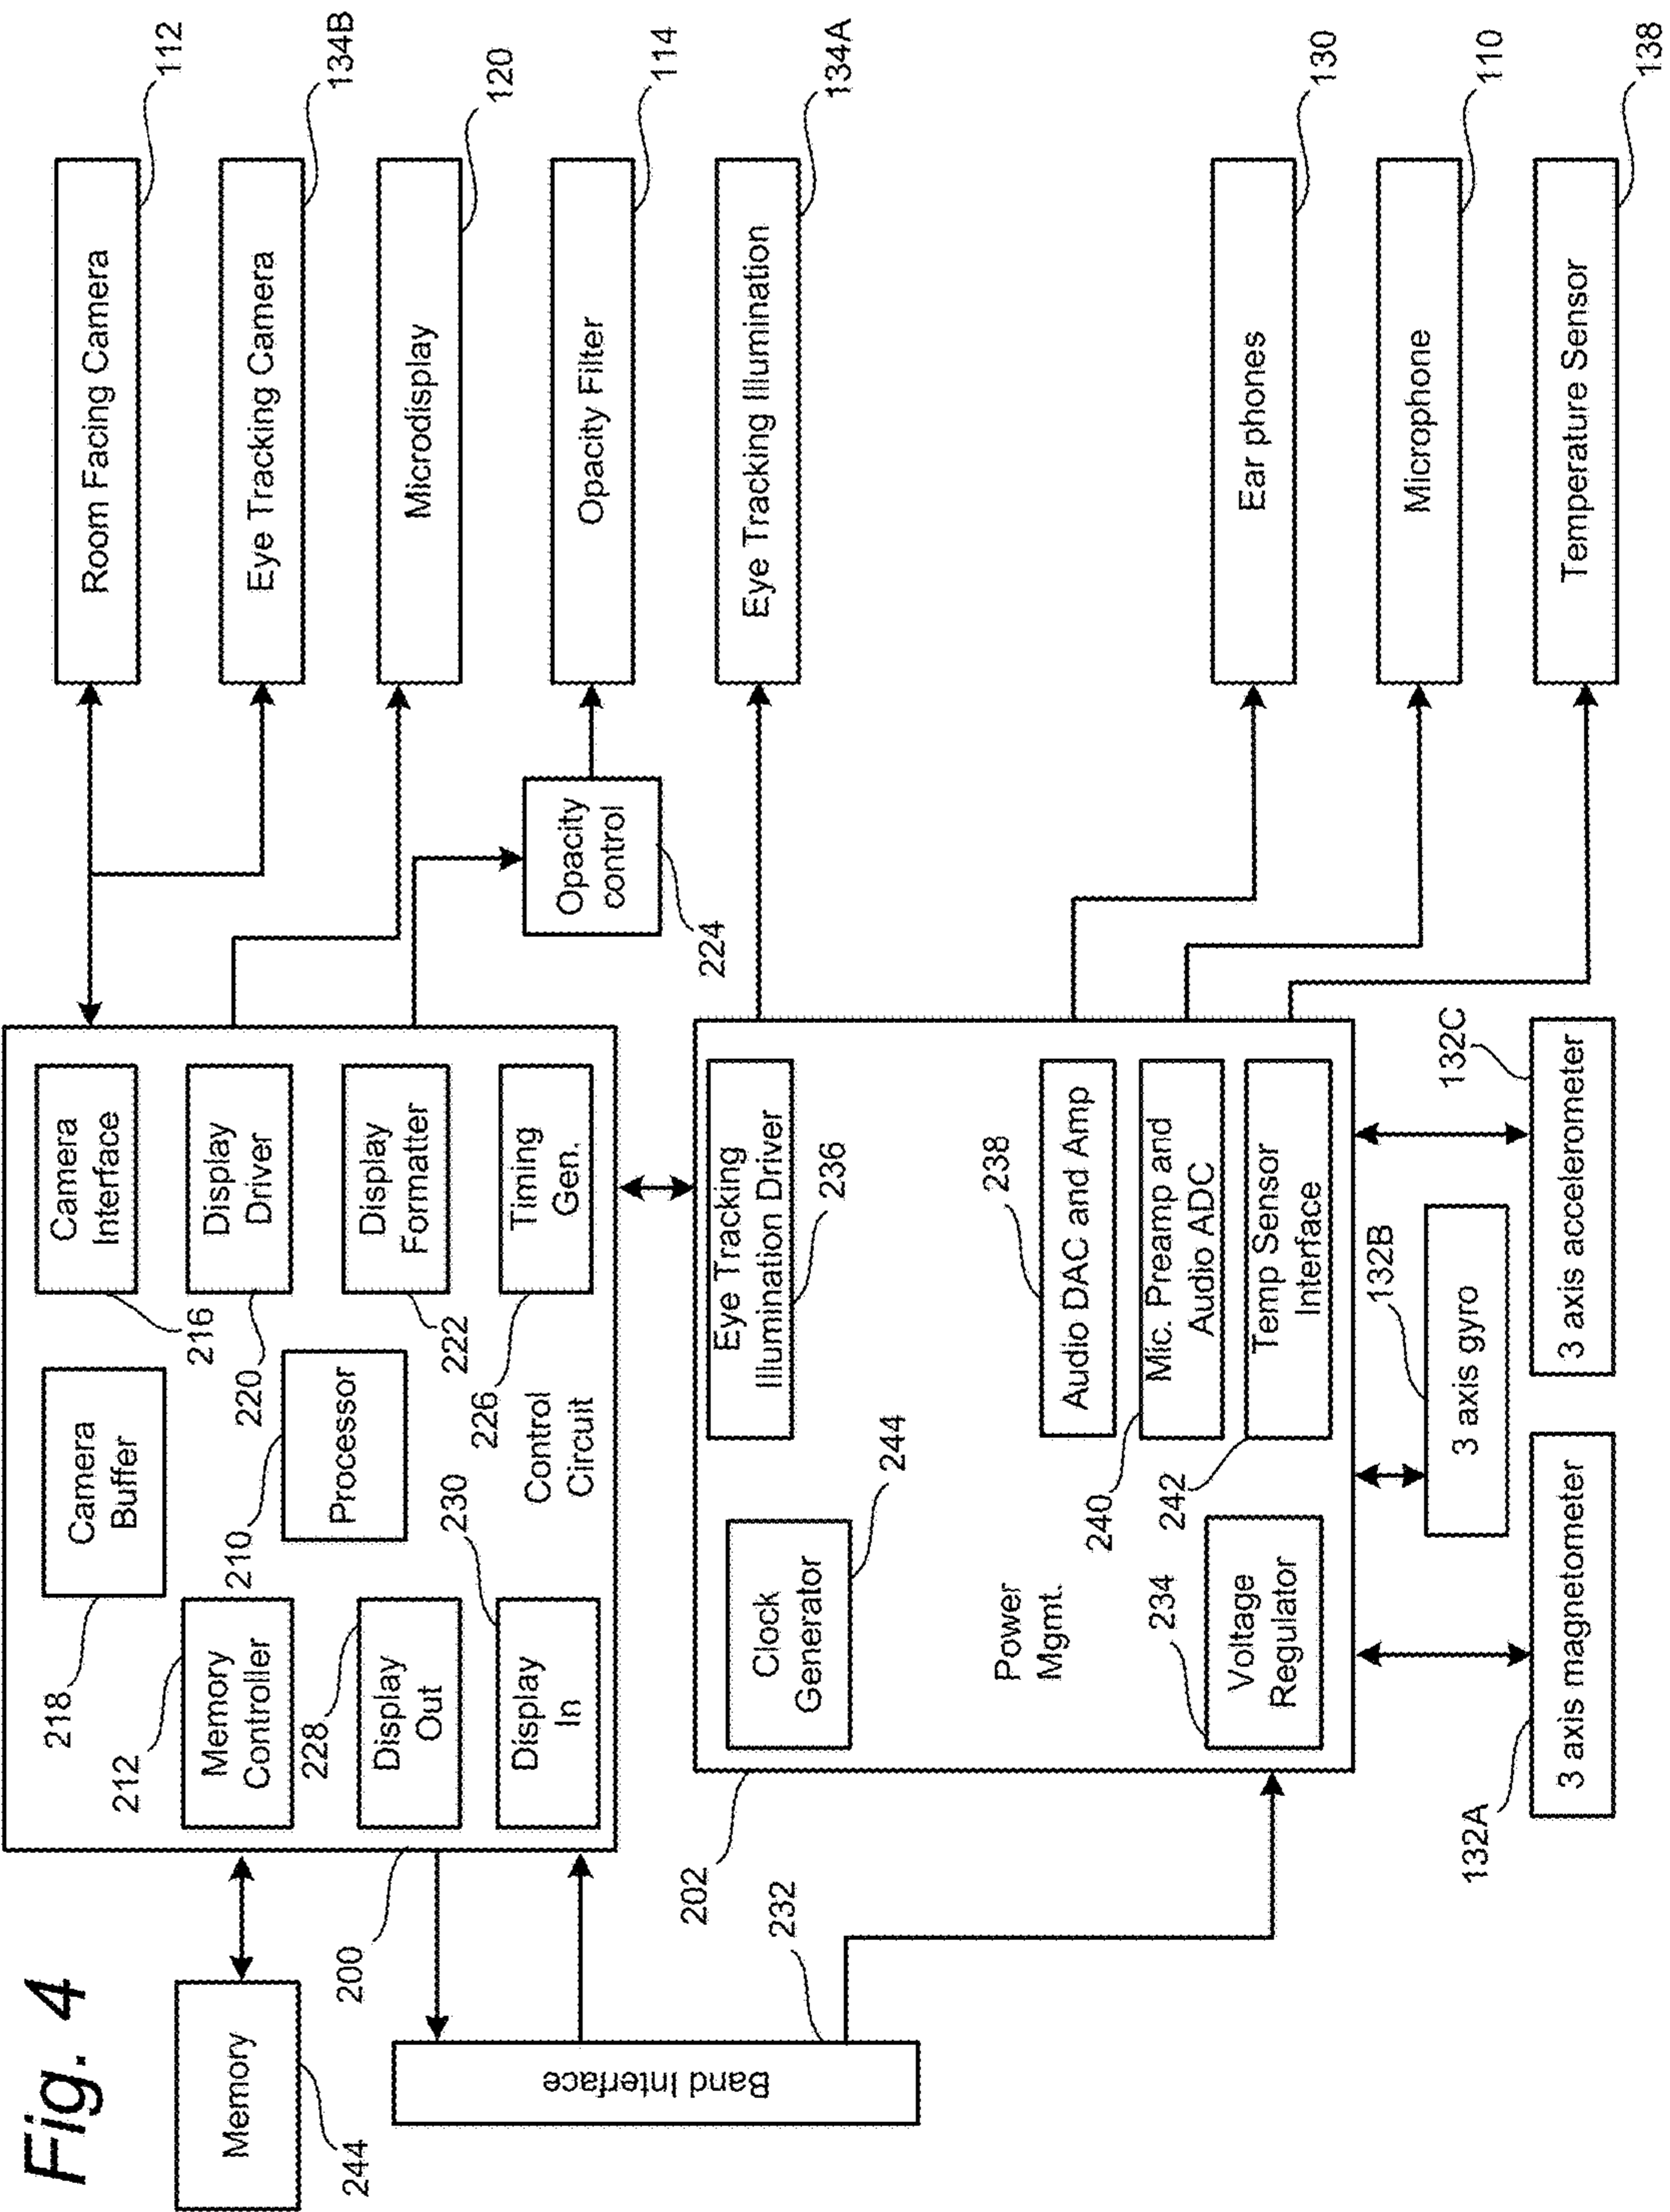 Fig. 4
Memory
244
Band Interface
232
200
202
Memory
Controller
212
Camera
Buffer
218
Camera
Interface
216
Display
Driver
220
Processor
210
Display
Formatter
222
Display
Out
228
Display
In
230
Timing
Gen.
226
Control
Circuit
Room Facing Camera
112
Eye Tracking Camera
134B
Microdisplay
120
Opacity
control
224
Opacity Filter
114
Eye Tracking Illumination
134A
Clock
Generator
244
Eye Tracking
Illumination Driver
236
Power
Mgmt.
Audio DAC and Amp
238
Mic. Preamp and
Audio ADC
240
Voltage
Regulator
234
Temp Sensor
Interface
242
Ear phones
130
Microphone
110
Temperature Sensor
138
3 axis magnetometer
132A
3 axis gyro
132B
3 axis accelerometer
132C